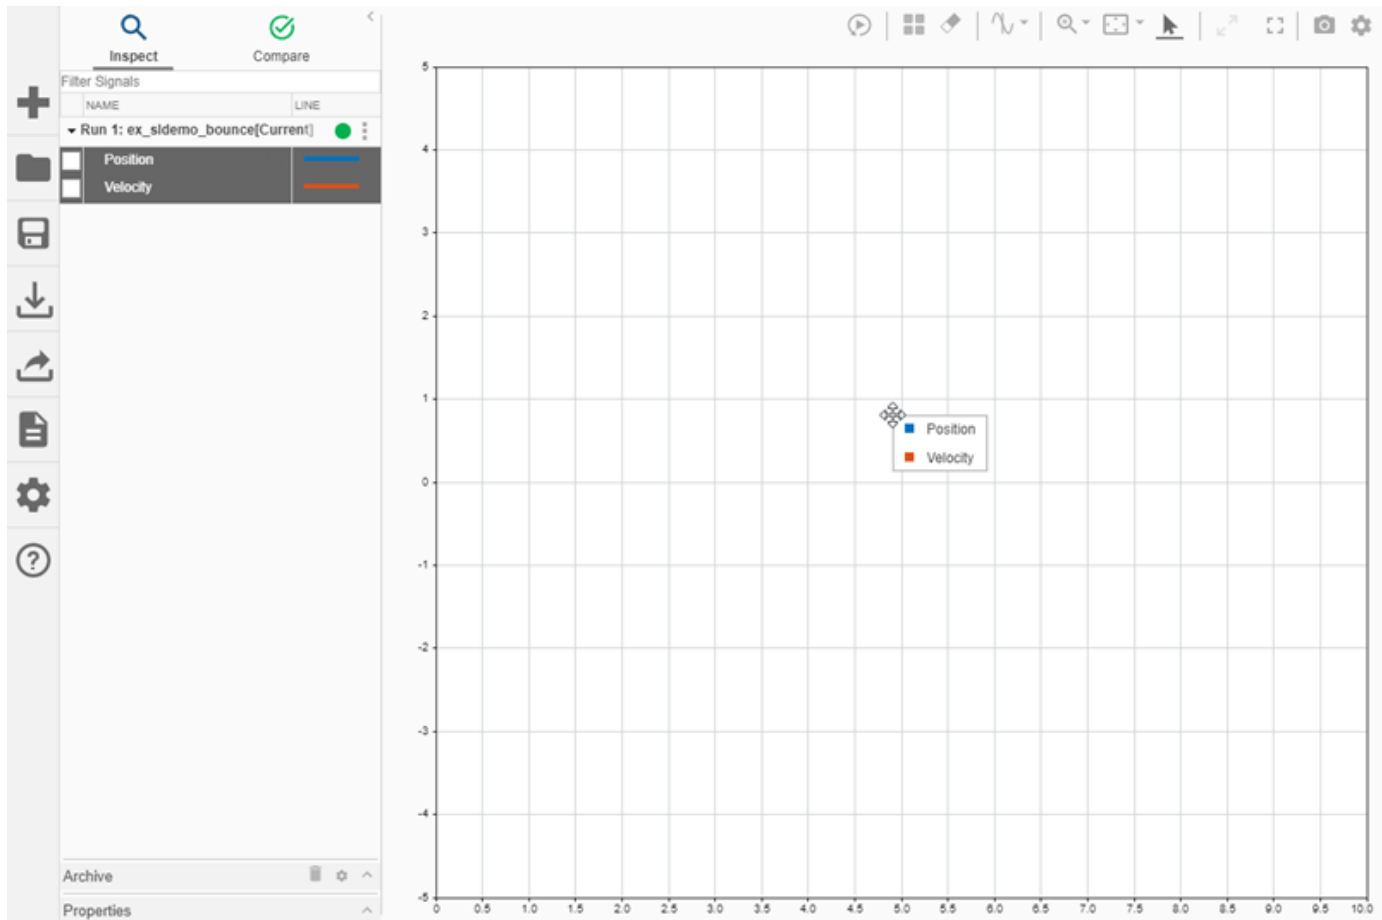 Inspect
Compare
Filter Signals
NAME LINE
Run 1: ex_sldemo_bounce[Current]
Position
Velocity
Archive
Properties
5
4
3
2
1
0
-1
-2
-3
-4
-5
Position
Velocity
0 0.5 1.0 1.5 2.0 2.5 3.0 3.5 4.0 4.5 5.0 5.5 6.0 6.5 7.0 7.5 8.0 8.5 9.0 9.5 10.0